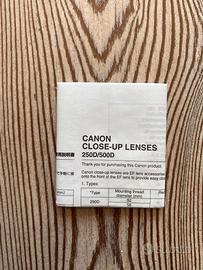 CANON
CLOSE-UP LENSES
250D/500D
Thank you for purchasing this Canon product.
Canon close-up lenses are EF lens accessories
onto the front of the EF lens to provide easy
1. Types
*Type
Mounting thread
diameter (mm)
250D